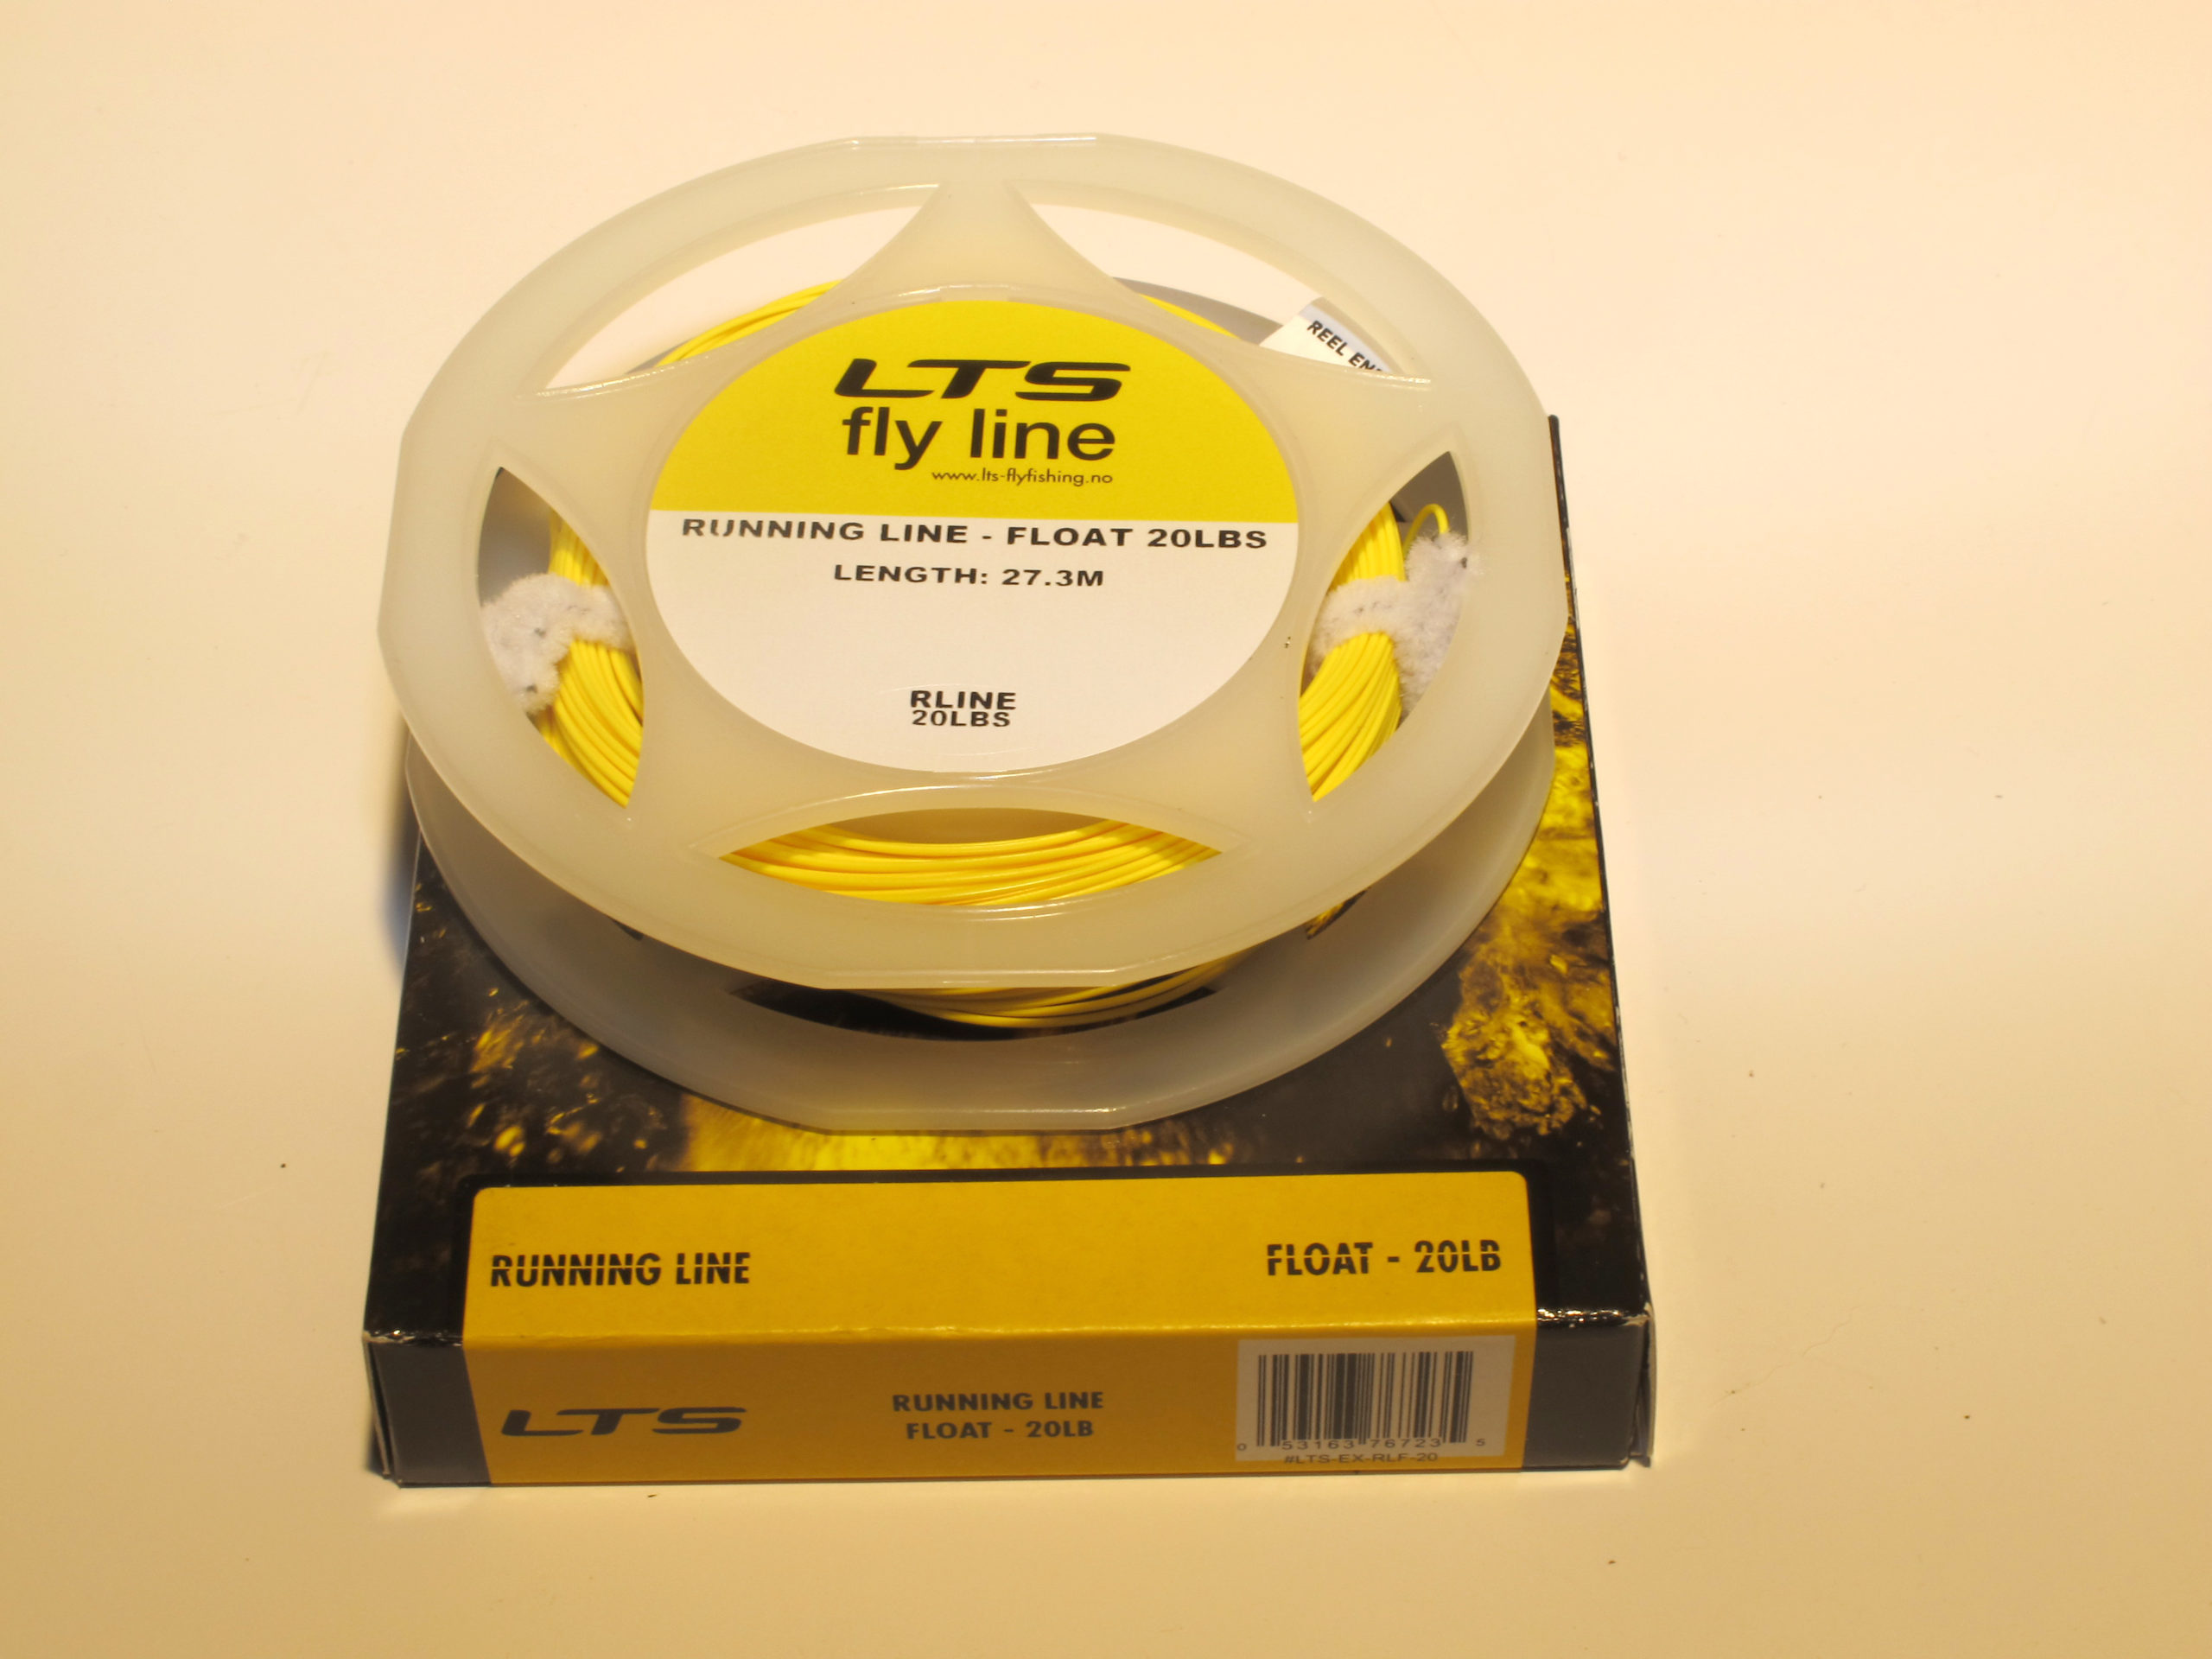 LTS
fly line
www.lts-flyfishing.no
REEL EN
RUNNING LINE - FLOAT 20LBS
LENGTH: 27.3M
RLINE
20LBS
RUNNING LINE
FLOAT - 20LB
LTS
RUNNING LINE
FLOAT - 20LB
0 53163 76723 5
#LTS-EX-RLF-20